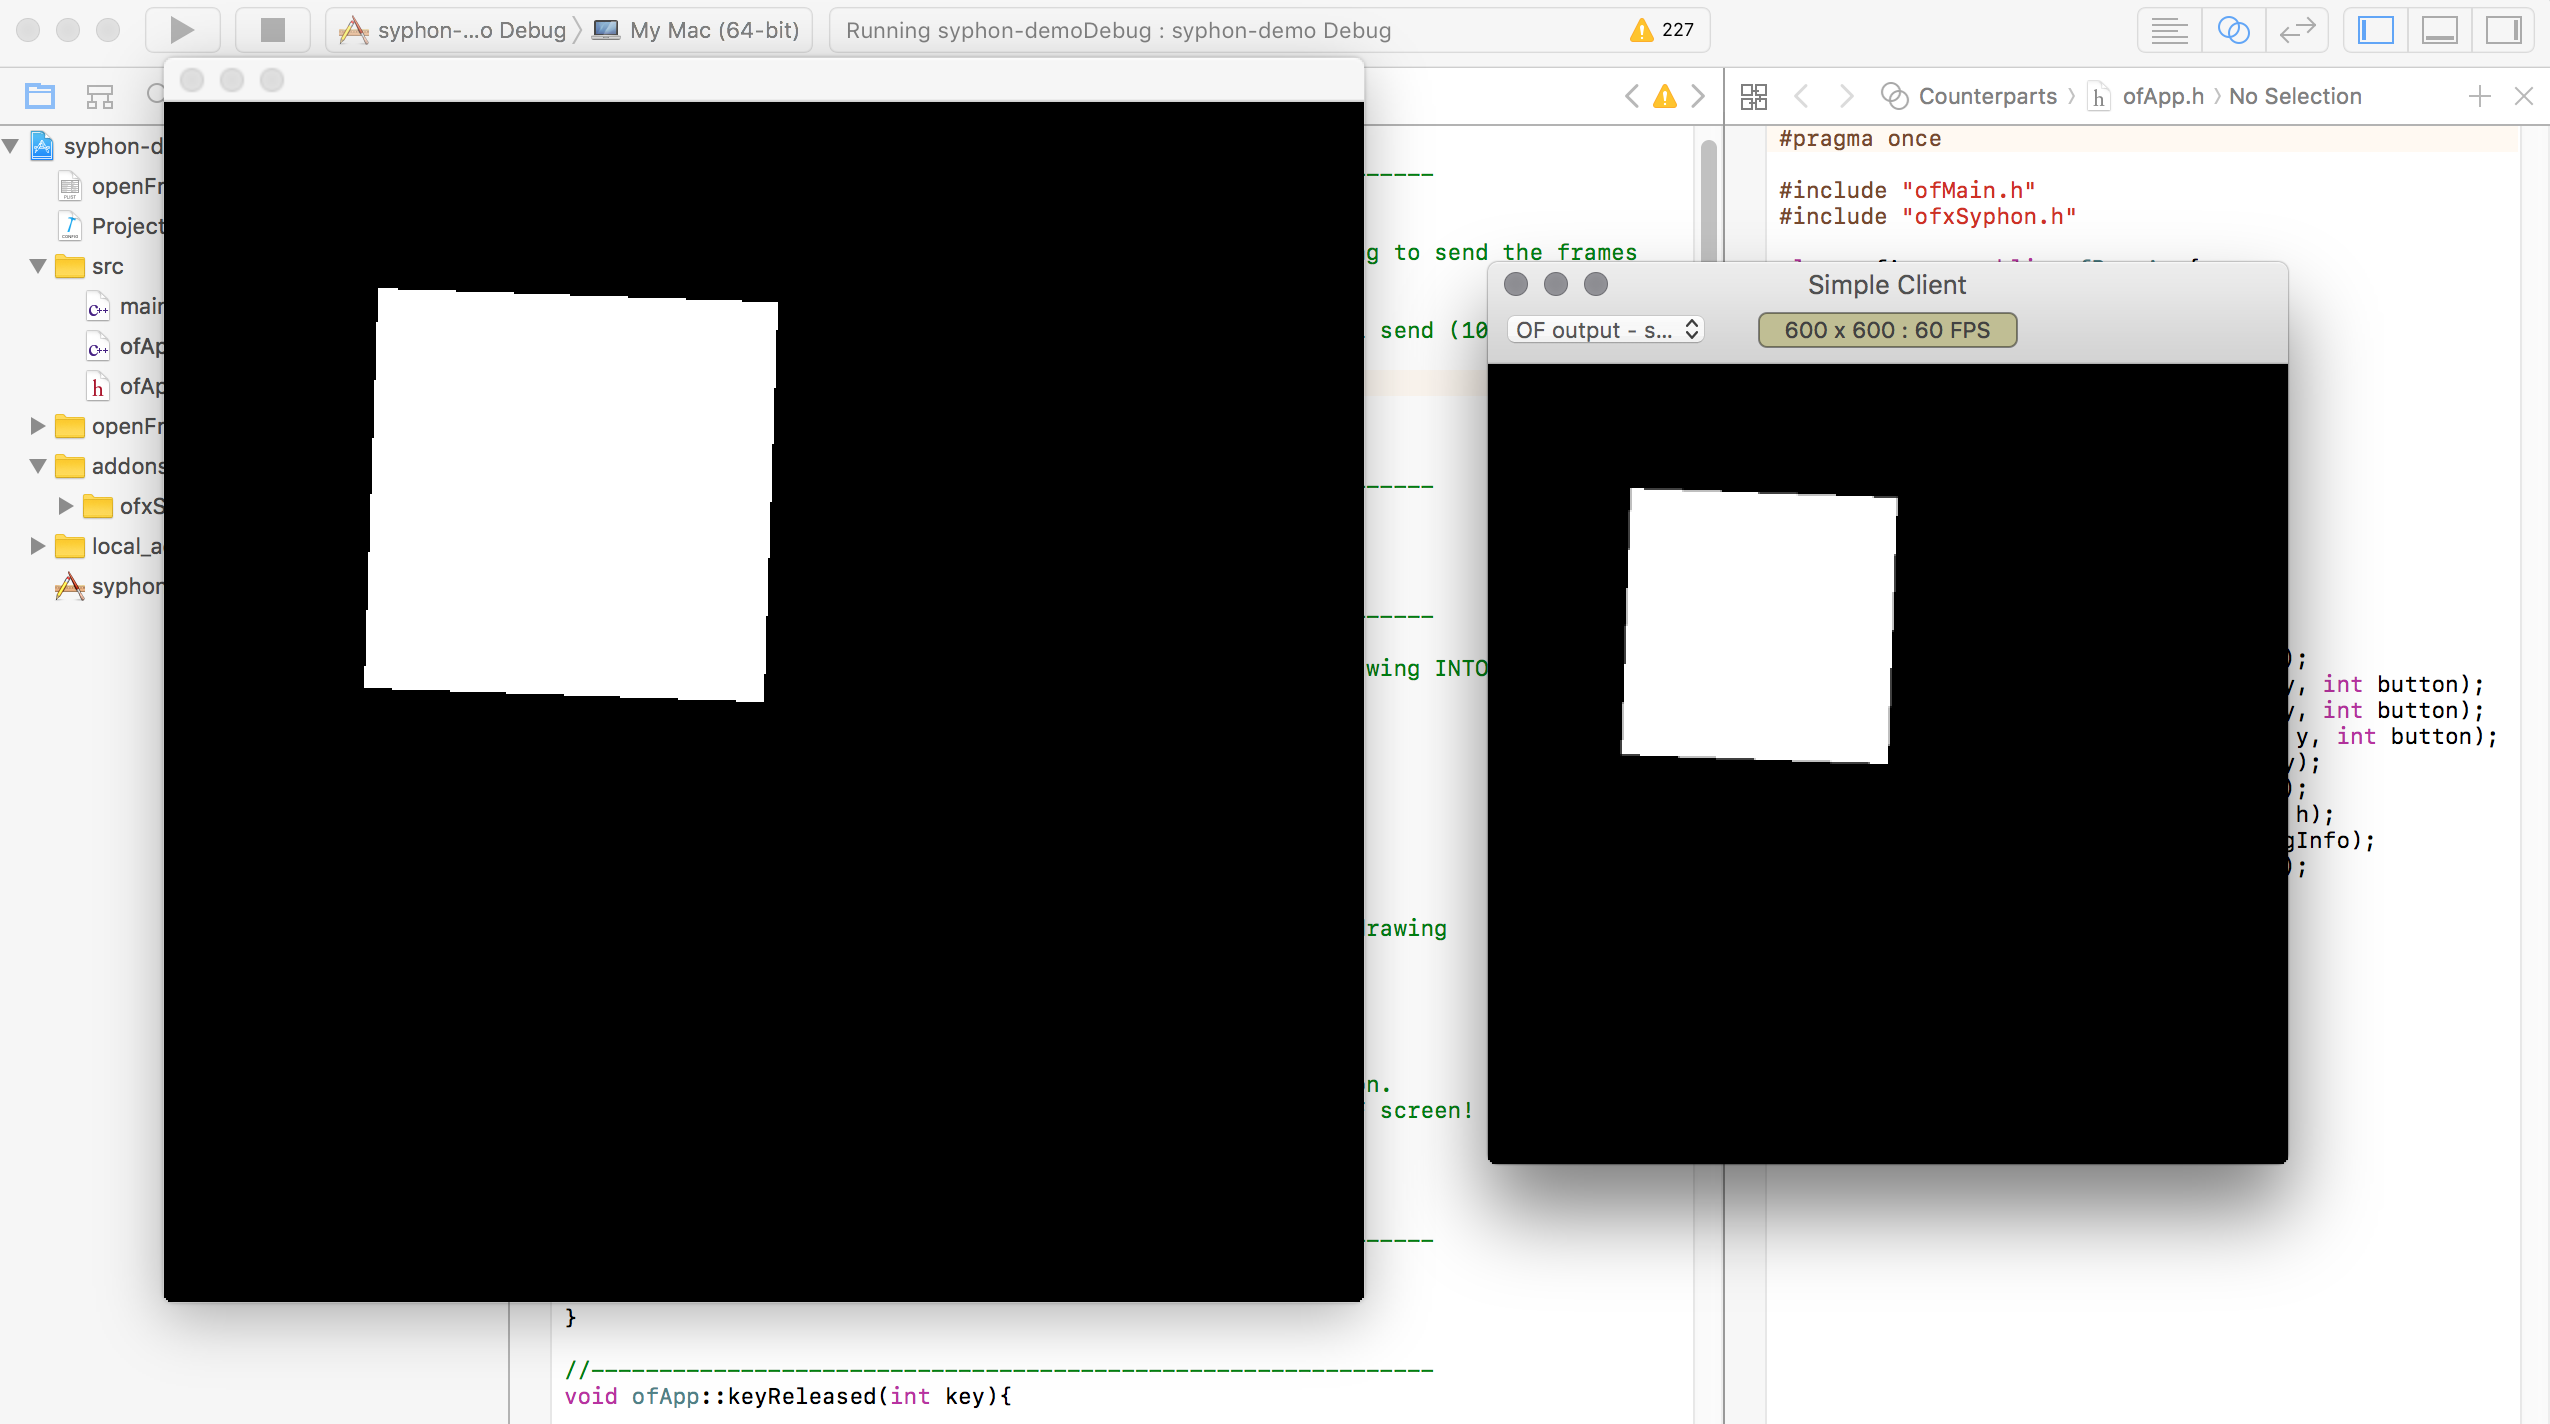 syphon-...o Debug
My Mac (64-bit)
Running syphon-demoDebug : syphon-demo Debug
227
Counterparts
ofApp.h
No Selection
syphon-d
openFr
Project
src
main
ofAp
ofAp
openFr
addons
ofxS
local_a
syphon
g to send the frames
send (10
wing INTO
rawing
n.
screen!
}
//--------------------------------------------------------------
void ofApp::keyReleased(int key){
#pragma once
#include "ofMain.h"
#include "ofxSyphon.h"
Simple Client
OF output - s...
600 x 600 : 60 FPS
);
y, int button);
y, int button);
y, int button);
y);
);
h);
gInfo);
);